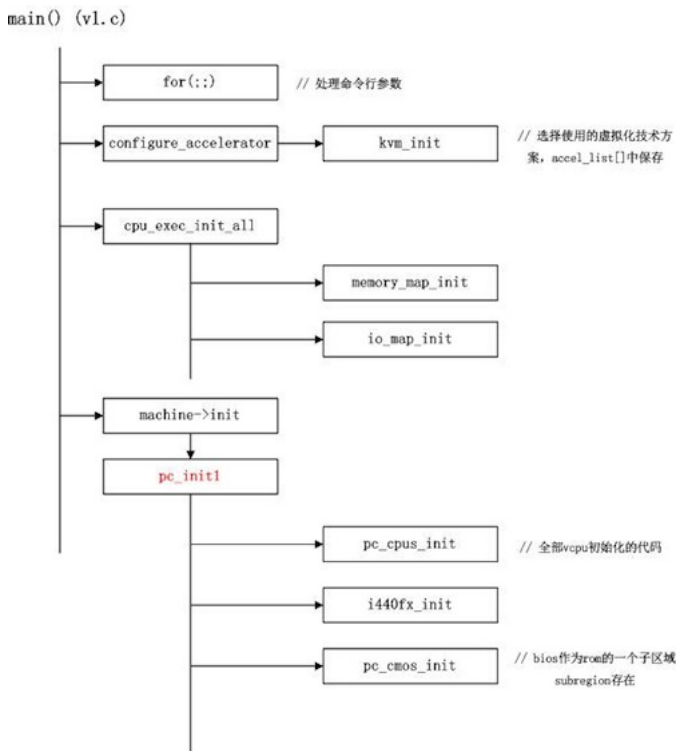 main() (vl.c)
for(;;)
// 处理命令行参数
configure_accelerator
kvm_init
// 选择使用的虚拟化技术方
案，accel_list[]中保存
cpu_exec_init_all
memory_map_init
io_map_init
machine->init
pc_init1
pc_cpus_init
// 全部vcpu初始化的代码
i440fx_init
pc_cmos_init
// bios作为rom的一个子区域
subregion存在